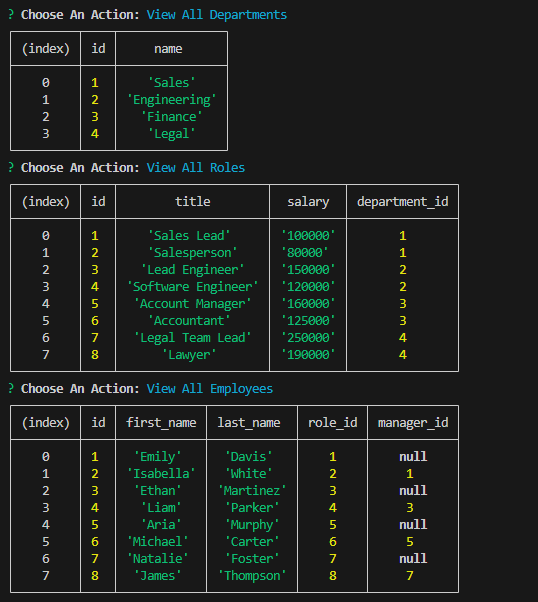 ? Choose An Action: View All Departments
(index) id name
0 1 'Sales'
1 2 'Engineering'
2 3 'Finance'
3 4 'Legal'
? Choose An Action: View All Roles
(index) id title salary department_id
0 1 'Sales Lead' '100000' 1
1 2 'Salesperson' '80000' 1
2 3 'Lead Engineer' '150000' 2
3 4 'Software Engineer' '120000' 2
4 5 'Account Manager' '160000' 3
5 6 'Accountant' '125000' 3
6 7 'Legal Team Lead' '250000' 4
7 8 'Lawyer' '190000' 4
? Choose An Action: View All Employees
(index) id first_name last_name role_id manager_id
0 1 'Emily' 'Davis' 1 null
1 2 'Isabella' 'White' 2 1
2 3 'Ethan' 'Martinez' 3 null
3 4 'Liam' 'Parker' 4 3
4 5 'Aria' 'Murphy' 5 null
5 6 'Michael' 'Carter' 6 5
6 7 'Natalie' 'Foster' 7 null
7 8 'James' 'Thompson' 8 7